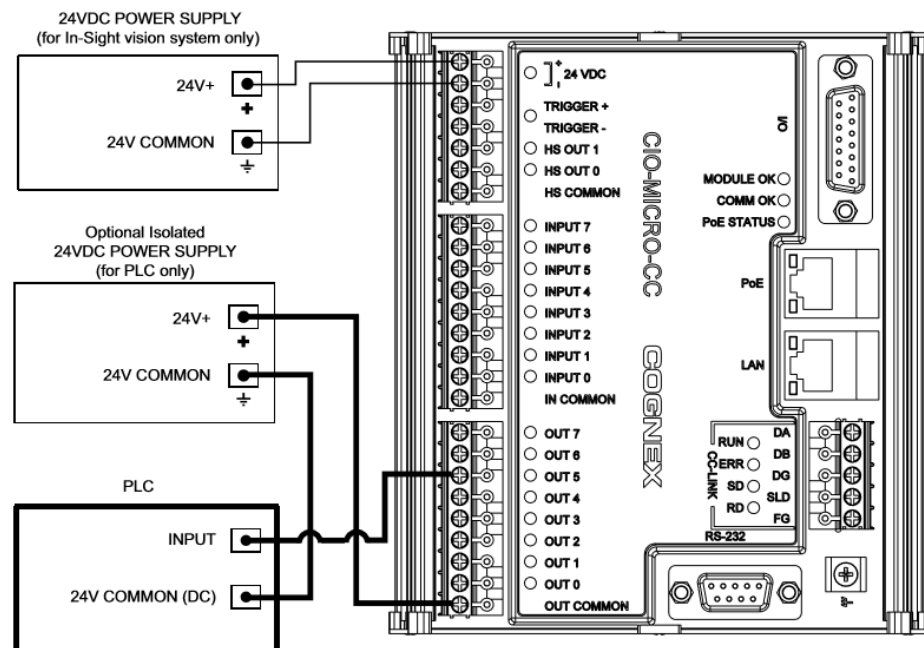 24VDC POWER SUPPLY
(for In-Sight vision system only)
24V+
+
24V COMMON
Optional Isolated
24VDC POWER SUPPLY
(for PLC only)
24V+
+
24V COMMON
PLC
INPUT
24V COMMON (DC)
+
24 VDC
-
TRIGGER +
TRIGGER -
HS OUT 1
HS OUT 0
HS COMMON
INPUT 7
INPUT 6
INPUT 5
INPUT 4
INPUT 3
INPUT 2
INPUT 1
INPUT 0
IN COMMON
OUT 7
OUT 6
OUT 5
OUT 4
OUT 3
OUT 2
OUT 1
OUT 0
OUT COMMON
CIO-MICRO-CC
COGNEX
I/O
MODULE OK
COMM OK
PoE STATUS
PoE
LAN
CC-LINK
RUN
ERR
SD
RD
DA
DB
DG
SLD
FG
RS-232